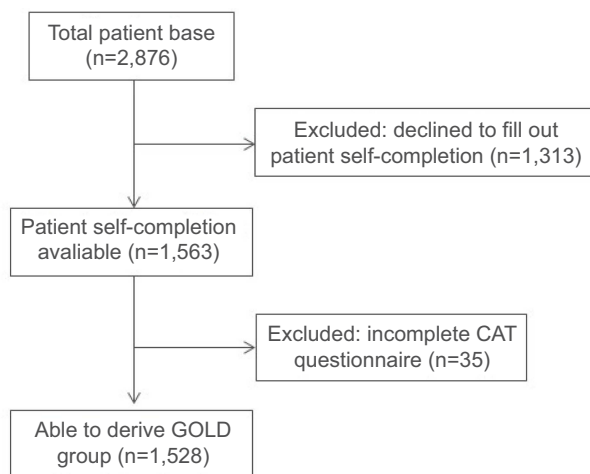 Total patient base
(n=2,876)
Excluded: declined to fill out
patient self-completion (n=1,313)
Patient self-completion
avaliable (n=1,563)
Excluded: incomplete CAT
questionnaire (n=35)
Able to derive GOLD
group (n=1,528)